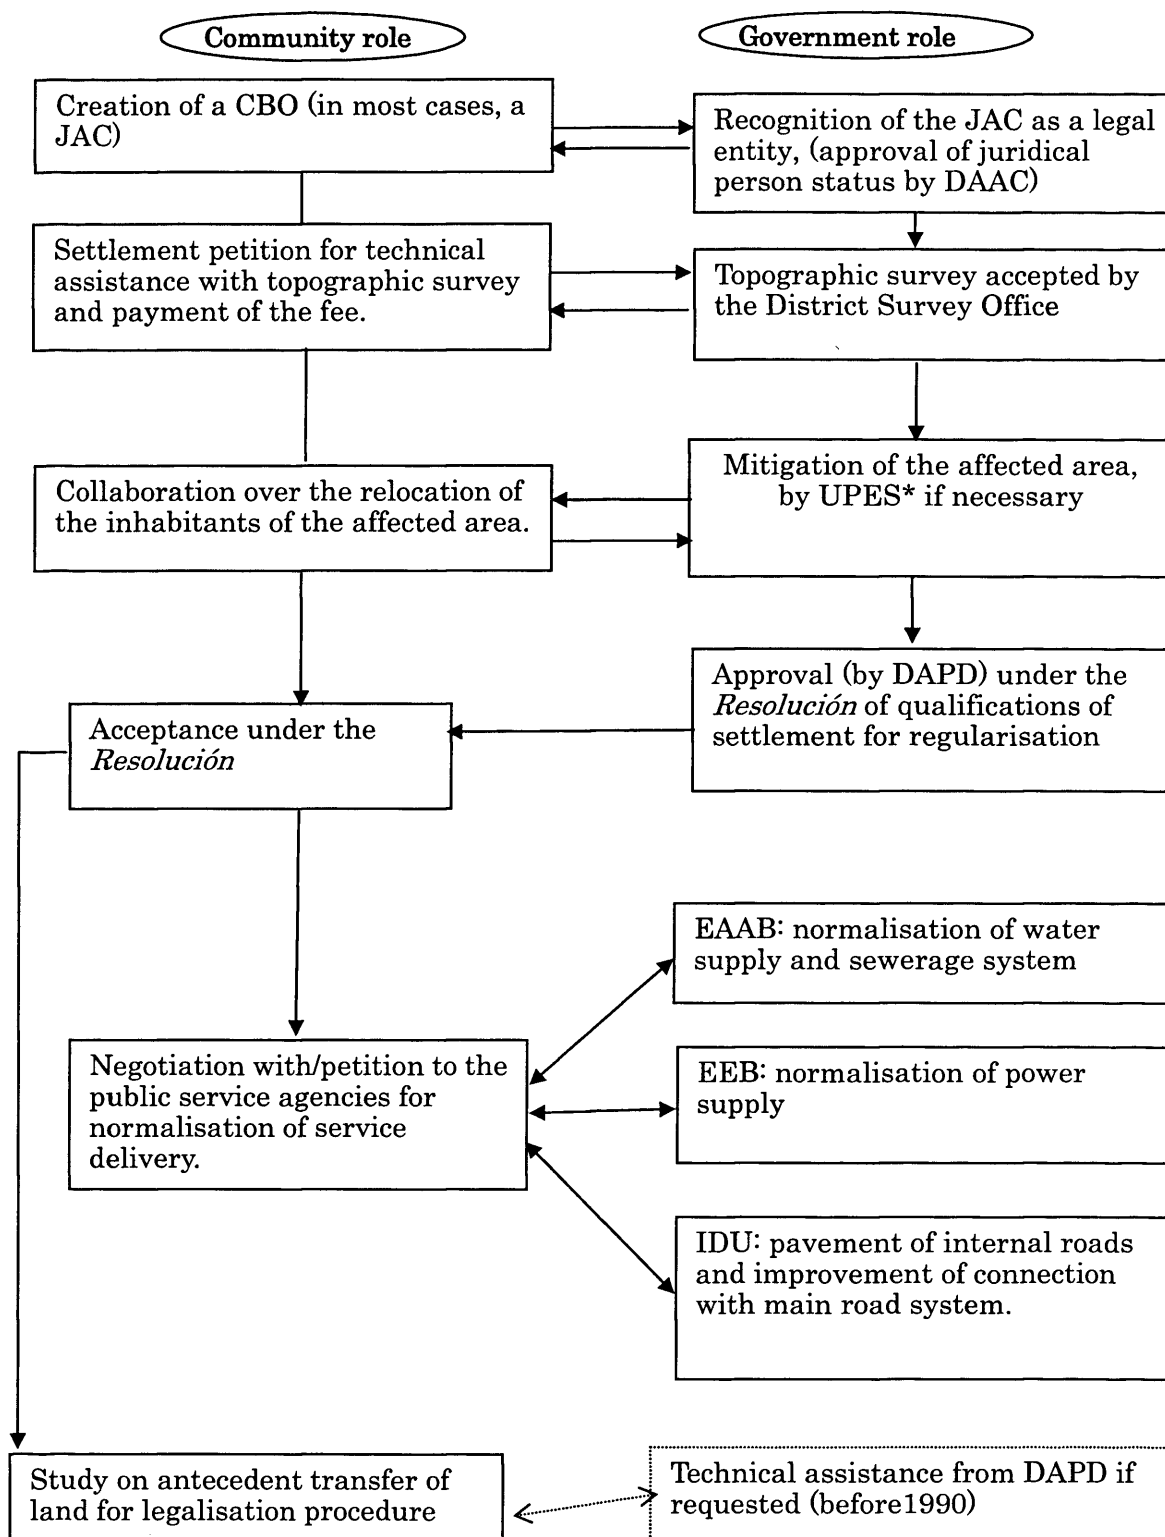 Community role
Government role
Creation of a CBO (in most cases, a
JAC)
Recognition of the JAC as a legal
entity, (approval of juridical
person status by DAAC)
Settlement petition for technical
assistance with topographic survey
and payment of the fee.
Topographic survey accepted by
the District Survey Office
Collaboration over the relocation of
the inhabitants of the affected area.
Mitigation of the affected area,
by UPES* if necessary
Approval (by DAPD) under the
Resolución of qualifications of
settlement for regularisation
Acceptance under the
Resolución
EAAB: normalisation of water
supply and sewerage system
Negotiation with/petition to the
public service agencies for
normalisation of service
delivery.
EEB: normalisation of power
supply
IDU: pavement of internal roads
and improvement of connection
with main road system.
Study on antecedent transfer of
land for legalisation procedure
Technical assistance from DAPD if
requested (before1990)